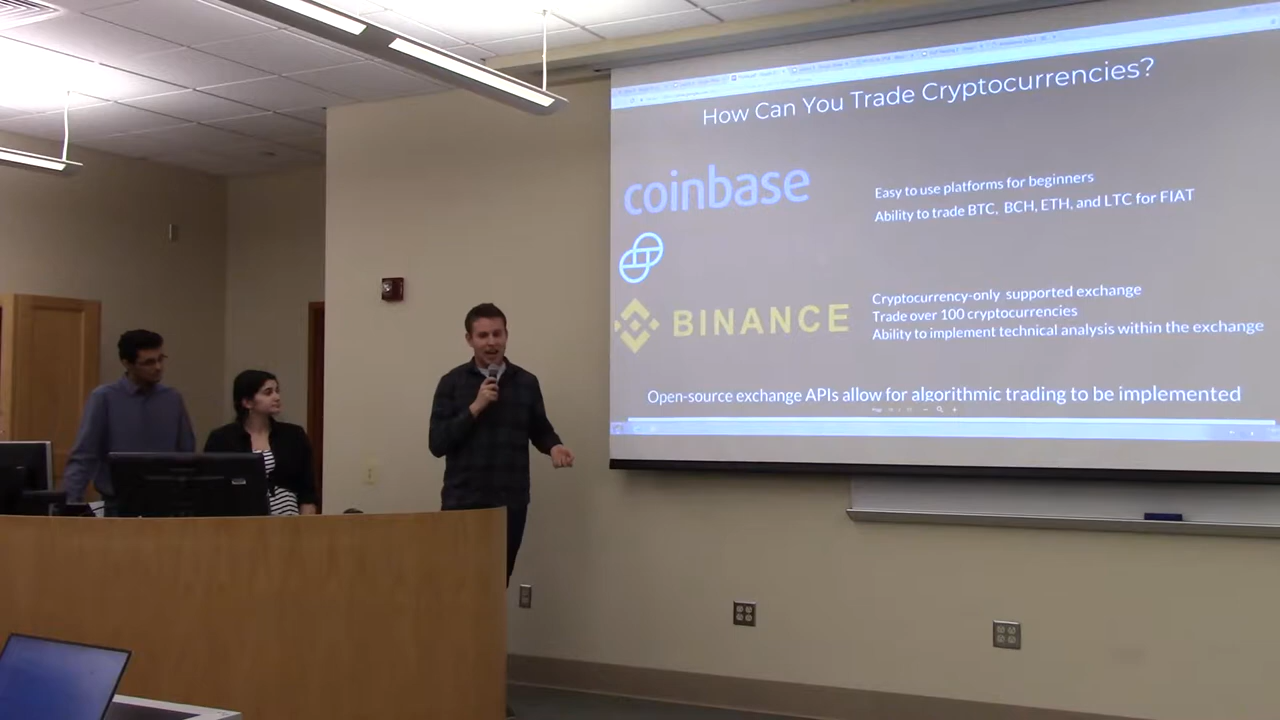 How Can You Trade Cryptocurrencies?
coinbase
Easy to use platforms for beginners
Ability to trade BTC, BCH, ETH, and LTC for FIAT
BINANCE
Cryptocurrency-only supported exchange
Trade over 100 cryptocurrencies
Ability to implement technical analysis within the exchange
Open-source exchange APIs allow for algorithmic trading to be implemented